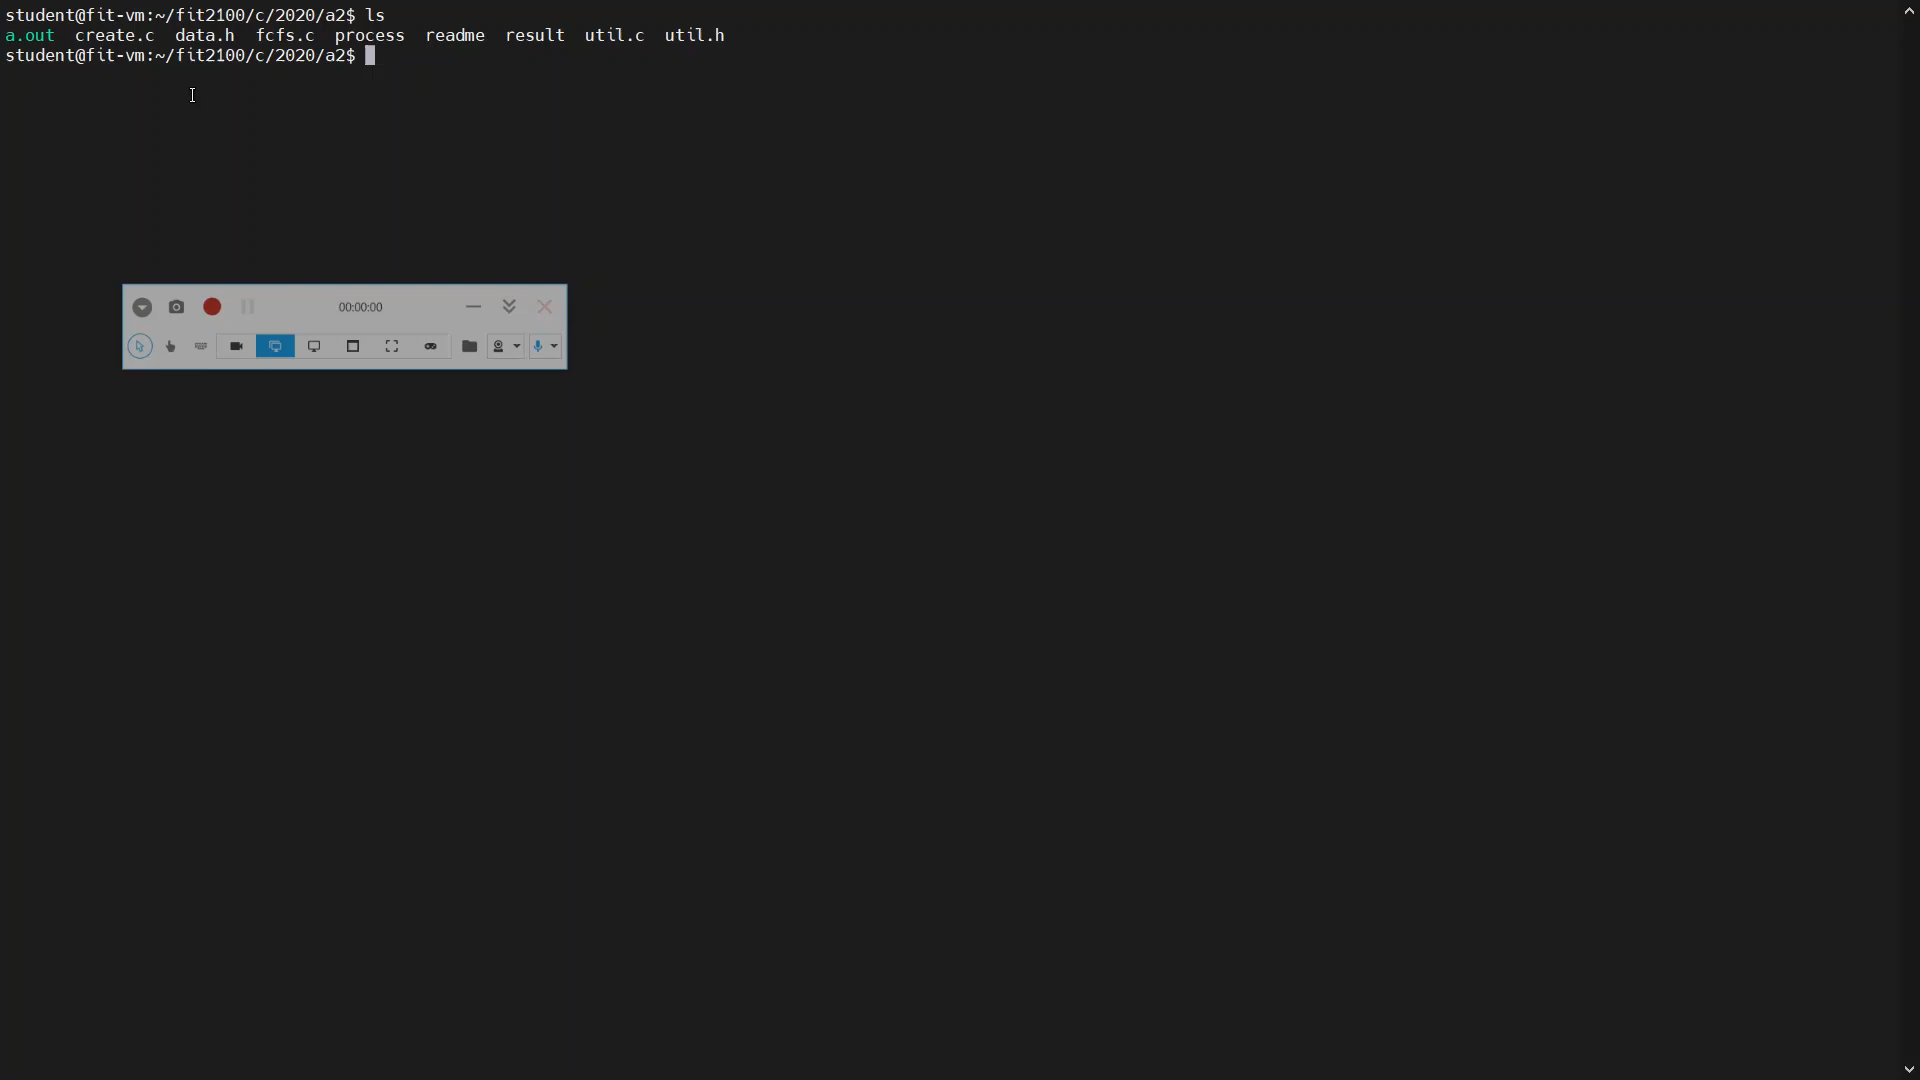 student@fit-vm:~/fit2100/c/2020/a2$ ls
a.out  create.c  data.h  fcfs.c  process  readme  result  util.c  util.h
student@fit-vm:~/fit2100/c/2020/a2$
00:00:00